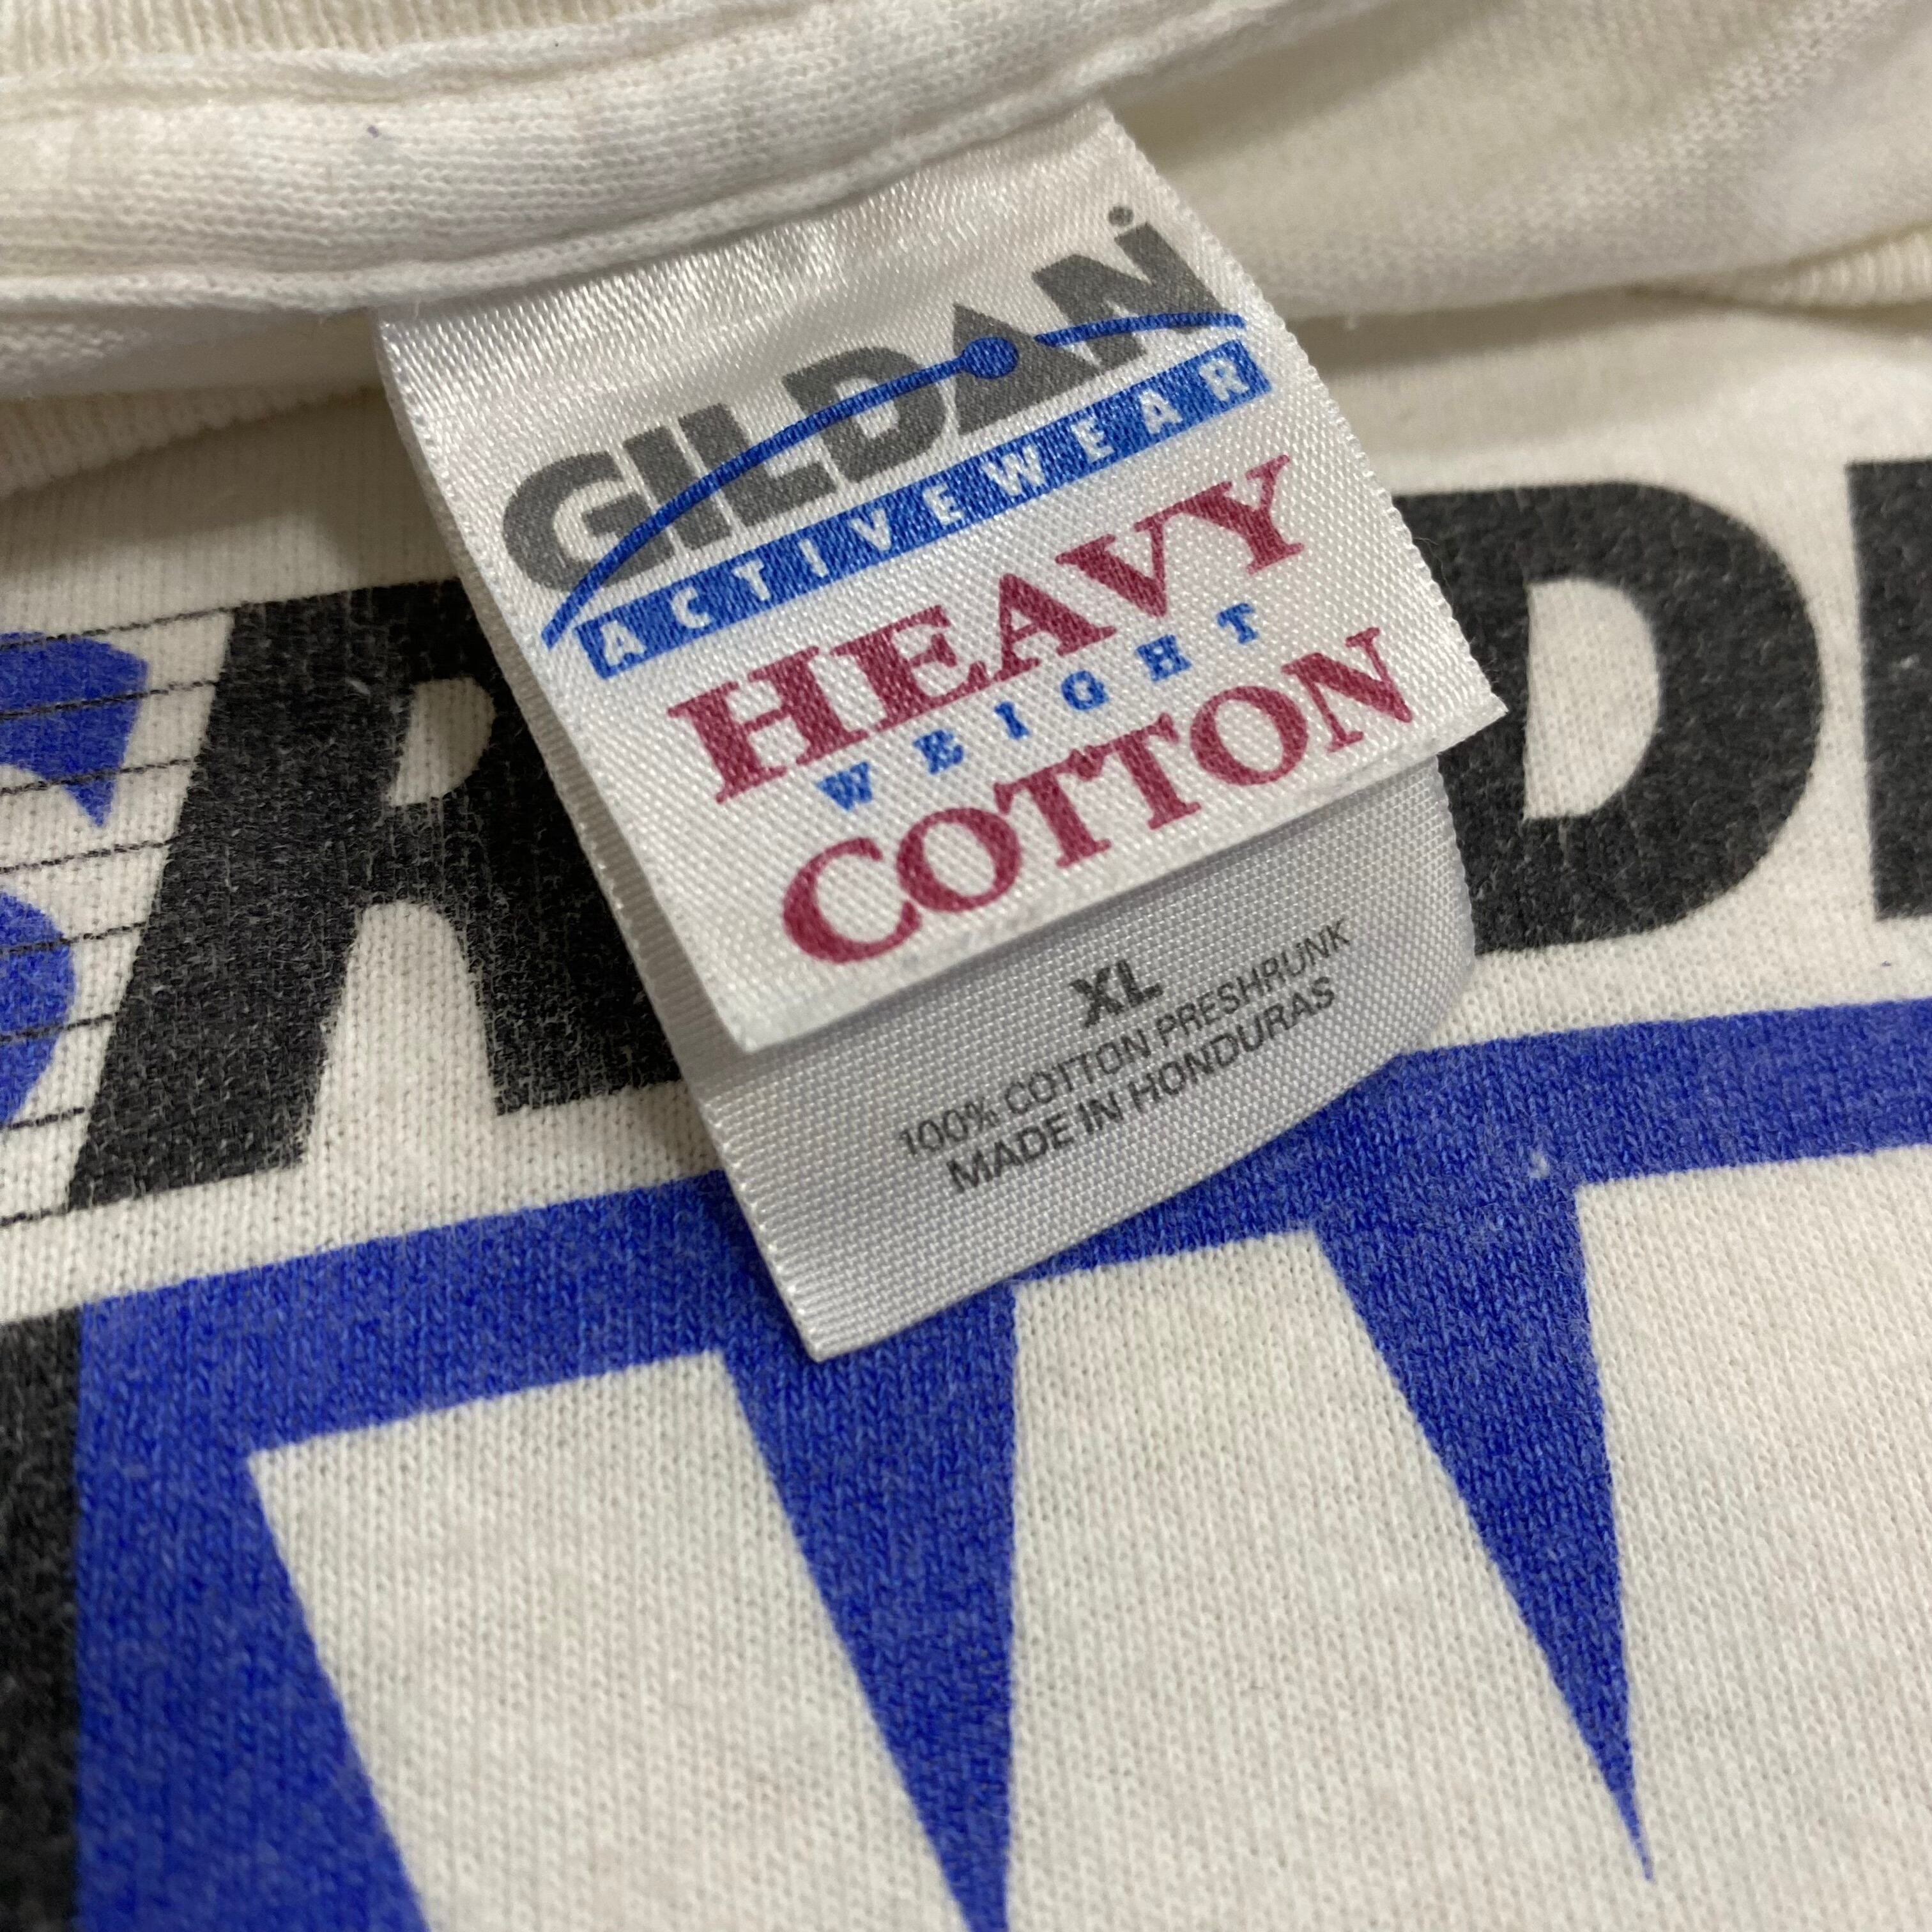 GILDAN
ACTIVEWEAR
HEAVY
WEIGHT
COTTON
XL
100% COTTON PRESHRUNK
MADE IN HONDURAS